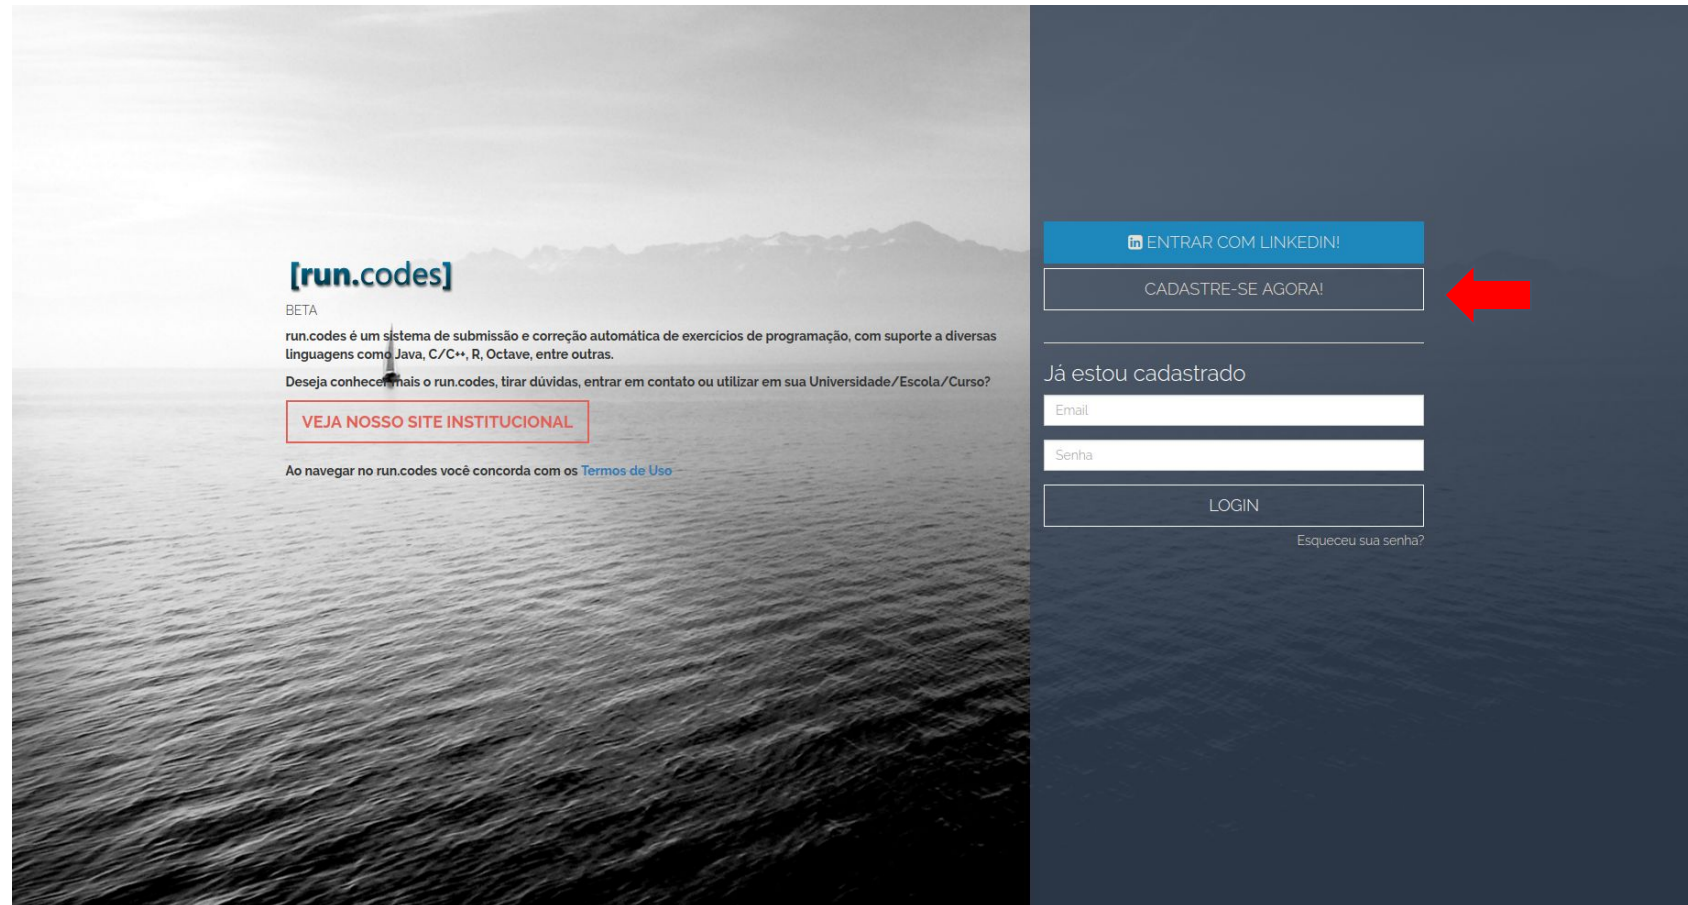 [run.codes]
BETA
run.codes é um sistema de submissão e correção automática de exercícios de programação, com suporte a diversas
linguagens como Java, C/C++, R, Octave, entre outras.
Deseja conhecer mais o run.codes, tirar dúvidas, entrar em contato ou utilizar em sua Universidade/Escola/Curso?
VEJA NOSSO SITE INSTITUCIONAL
Ao navegar no run.codes você concorda com os Termos de Uso
in ENTRAR COM LINKEDIN!
CADASTRE-SE AGORA!
Já estou cadastrado
Email
Senha
LOGIN
Esqueceu sua senha?